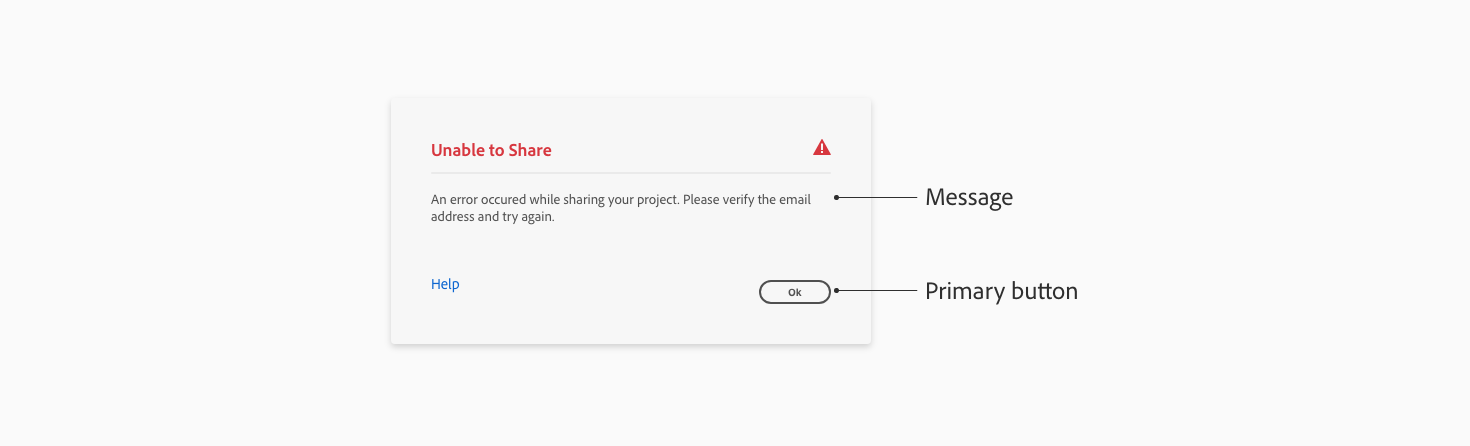 Unable to Share
An error occured while sharing your project. Please verify the email
address and try again.
Message
Help
Ok
Primary button